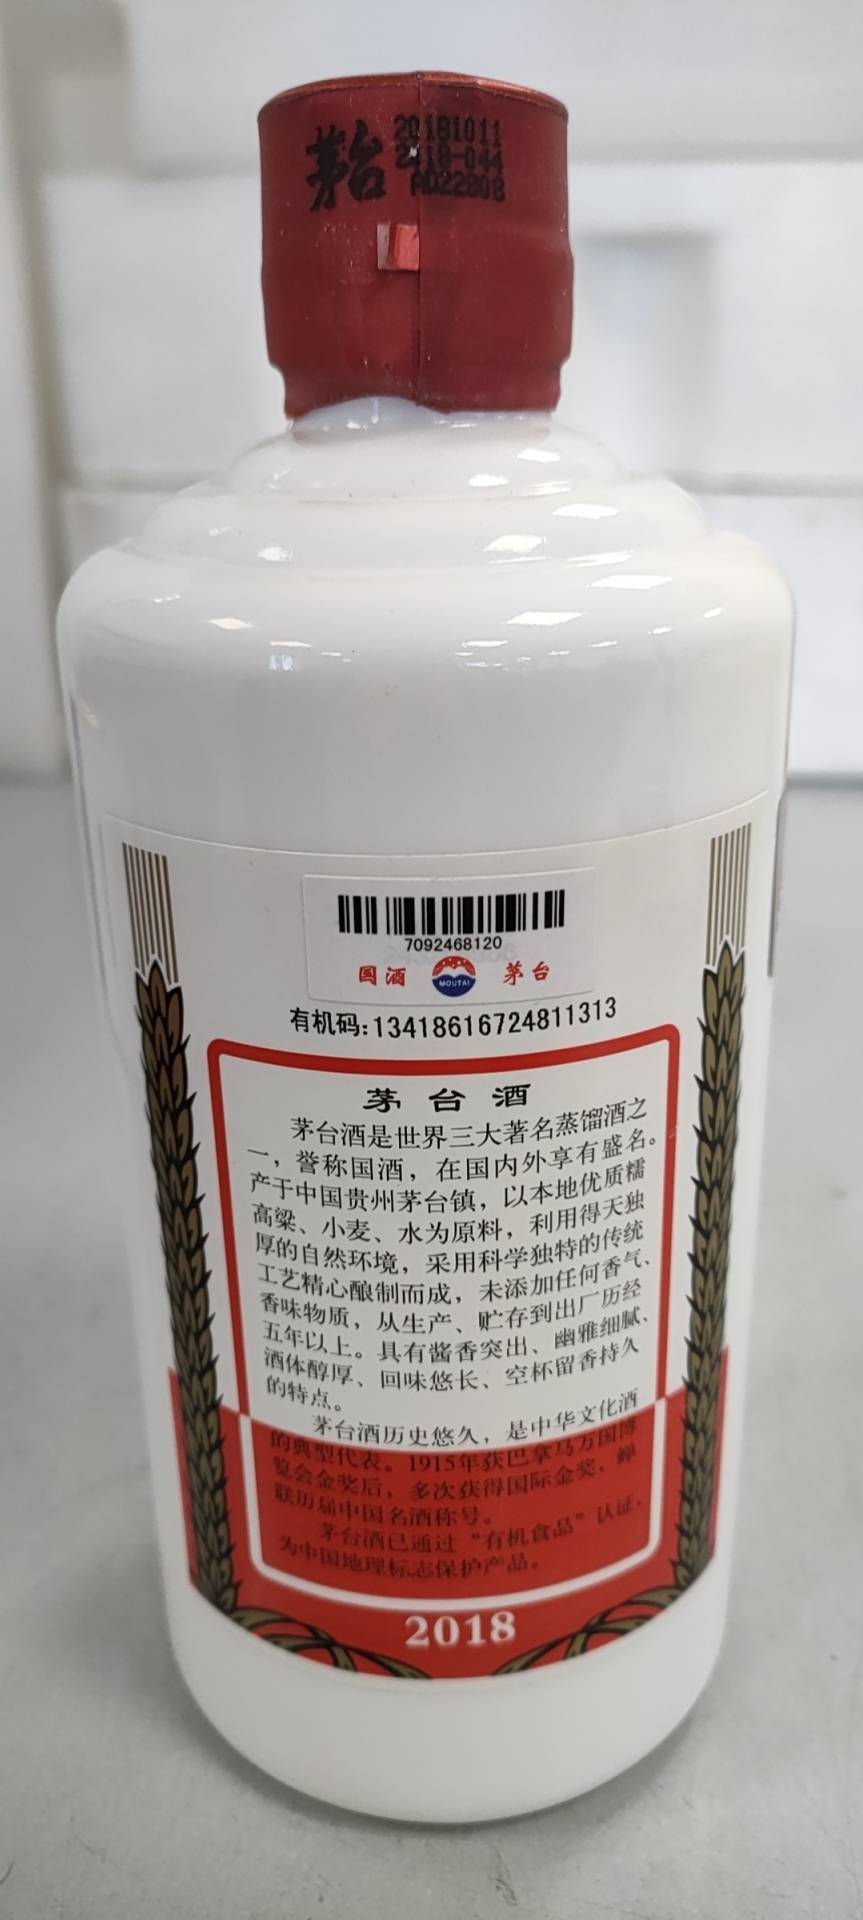 茅台
20181011
2418-044
AD22808
7092468120
国酒 MOUTAI 茅台
有机码:13418616724811313
茅台酒
茅台酒是世界三大著名蒸馏酒之
一，誉称国酒，在国内外享有盛名。
产于中国贵州茅台镇，以本地优质糯
高粱、小麦、水为原料，利用得天独
厚的自然环境，采用科学独特的传统
工艺精心酿制而成，未添加任何香气、
香味物质，从生产、贮存到出厂历经
五年以上。具有酱香突出、幽雅细腻、
酒体醇厚、回味悠长、空杯留香持久
的特点。
茅台酒历史悠久，是中华文化酒
的典型代表。1915年获巴拿马万国博
览会金奖后，多次获得国际金奖，蝉
联历届中国名酒称号。
茅台酒已通过“有机食品”认证，
为中国地理标志保护产品。
2018